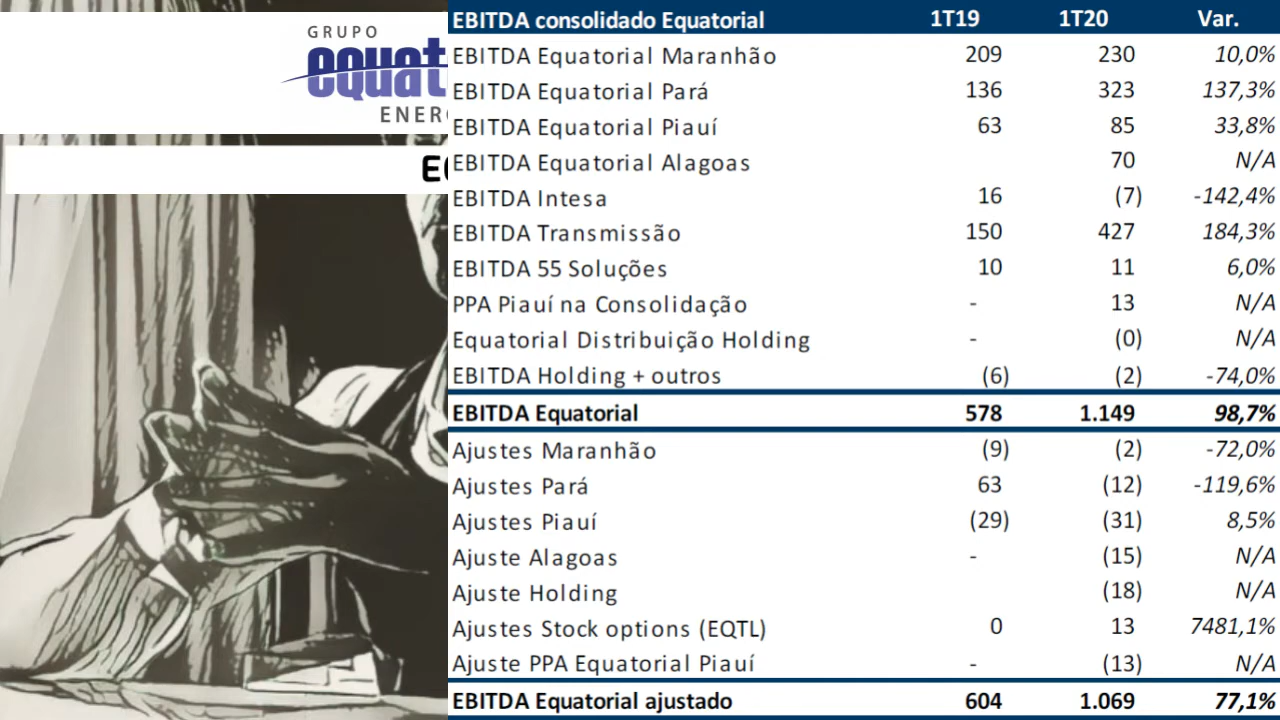 GRUPO
EBITDA consolidado Equatorial 1T19 1T20 Var.
EBITDA Equatorial Maranhão 209 230 10,0%
EBITDA Equatorial Pará 136 323 137,3%
EBITDA Equatorial Piauí 63 85 33,8%
EBITDA Equatorial Alagoas 70 N/A
EBITDA Intesa 16 (7) -142,4%
EBITDA Transmissão 150 427 184,3%
EBITDA 55 Soluções 10 11 6,0%
PPA Piauí na Consolidação - 13 N/A
Equatorial Distribuição Holding - (0) N/A
EBITDA Holding + outros (6) (2) -74,0%
EBITDA Equatorial 578 1.149 98,7%
Ajustes Maranhão (9) (2) -72,0%
Ajustes Pará 63 (12) -119,6%
Ajustes Piauí (29) (31) 8,5%
Ajuste Alagoas - (15) N/A
Ajuste Holding (18) N/A
Ajustes Stock options (EQTL) 0 13 7481,1%
Ajuste PPA Equatorial Piauí - (13) N/A
EBITDA Equatorial ajustado 604 1.069 77,1%